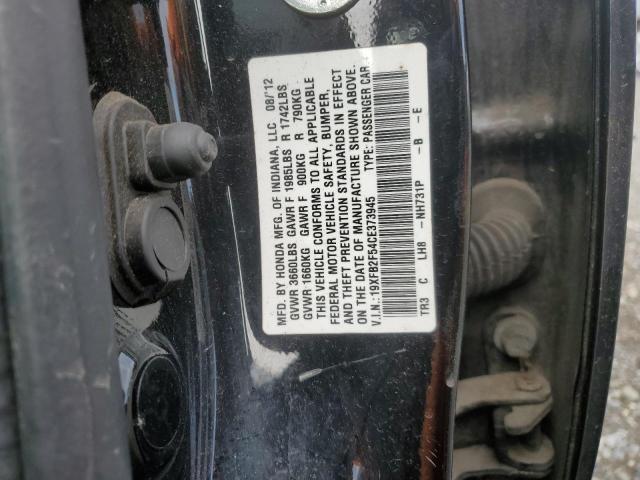 MFD. BY HONDA MFG. OF INDIANA, LLC 08/'12
GVWR 3660LBS GAWR F 1985LBS R 1742LBS
GVWR 1660KG GAWR F 900KG R 790KG
THIS VEHICLE CONFORMS TO ALL APPLICABLE
FEDERAL MOTOR VEHICLE SAFETY, BUMPER,
AND THEFT PREVENTION STANDARDS IN EFFECT
ON THE DATE OF MANUFACTURE SHOWN ABOVE.
V.I.N.:19XFB2F54CE373945 TYPE: PASSENGER CAR
TR3 C LH8 -NH731P -B -E